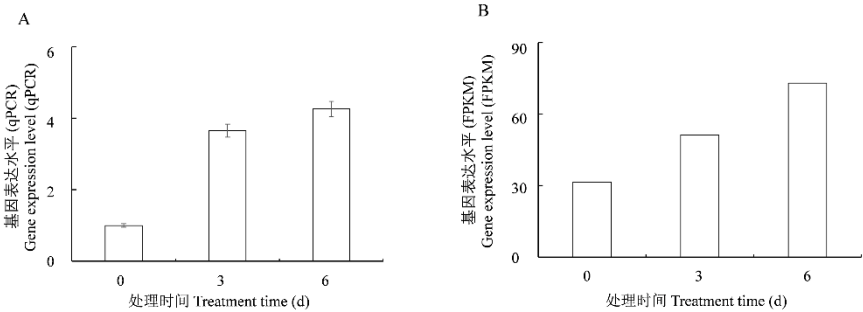 A
基因表达水平 (qPCR)
Gene expression level (qPCR)
6
4
2
0
0 3 6
处理时间 Treatment time (d)
B
基因表达水平 (FPKM)
Gene expression level (FPKM)
90
60
30
0
0 3 6
处理时间 Treatment time (d)